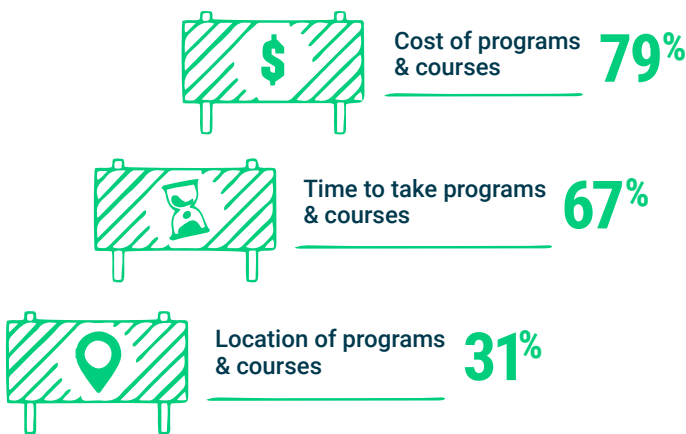 $
Cost of programs
& courses
79%
Time to take programs
& courses
67%
Location of programs
& courses
31%